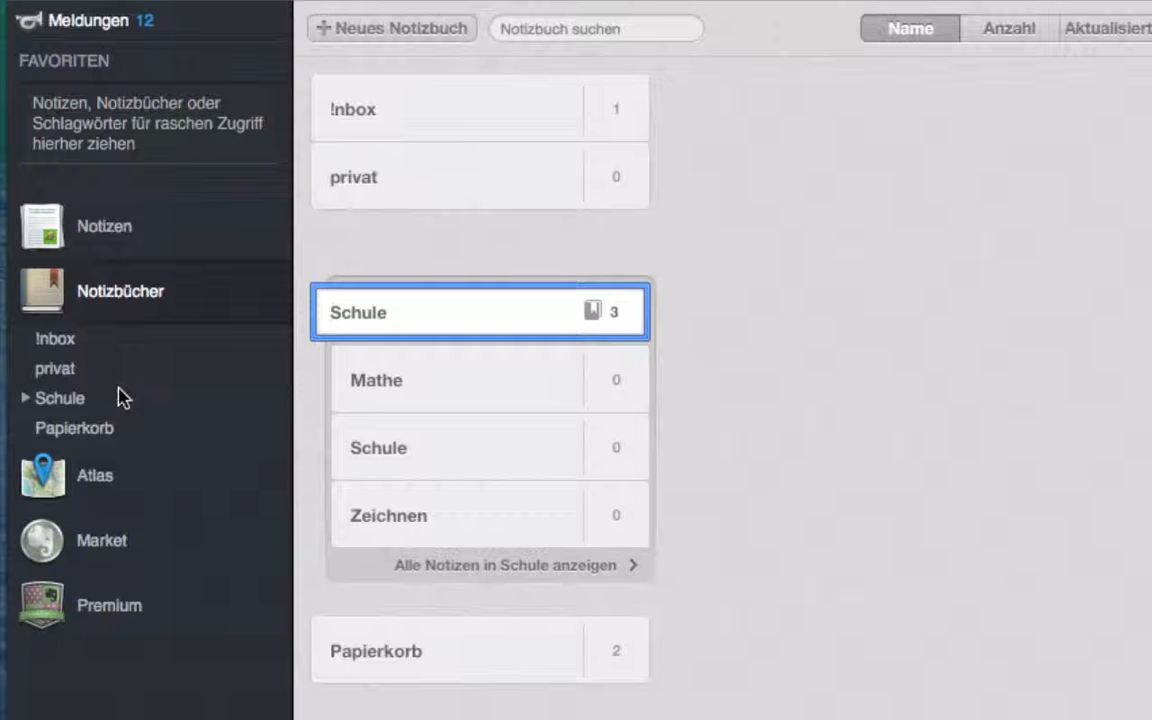 Meldungen 12
FAVORITEN
Notizen, Notizbücher oder
Schlagwörter für raschen Zugriff
hierher ziehen
Notizen
Notizbücher
!nbox
privat
Schule
Papierkorb
Atlas
Market
Premium
Neues Notizbuch
Notizbuch suchen
Name
Anzahl
Aktualisiert
!nbox 1
privat 0
Schule 3
Mathe 0
Schule 0
Zeichnen 0
Alle Notizen in Schule anzeigen
Papierkorb 2